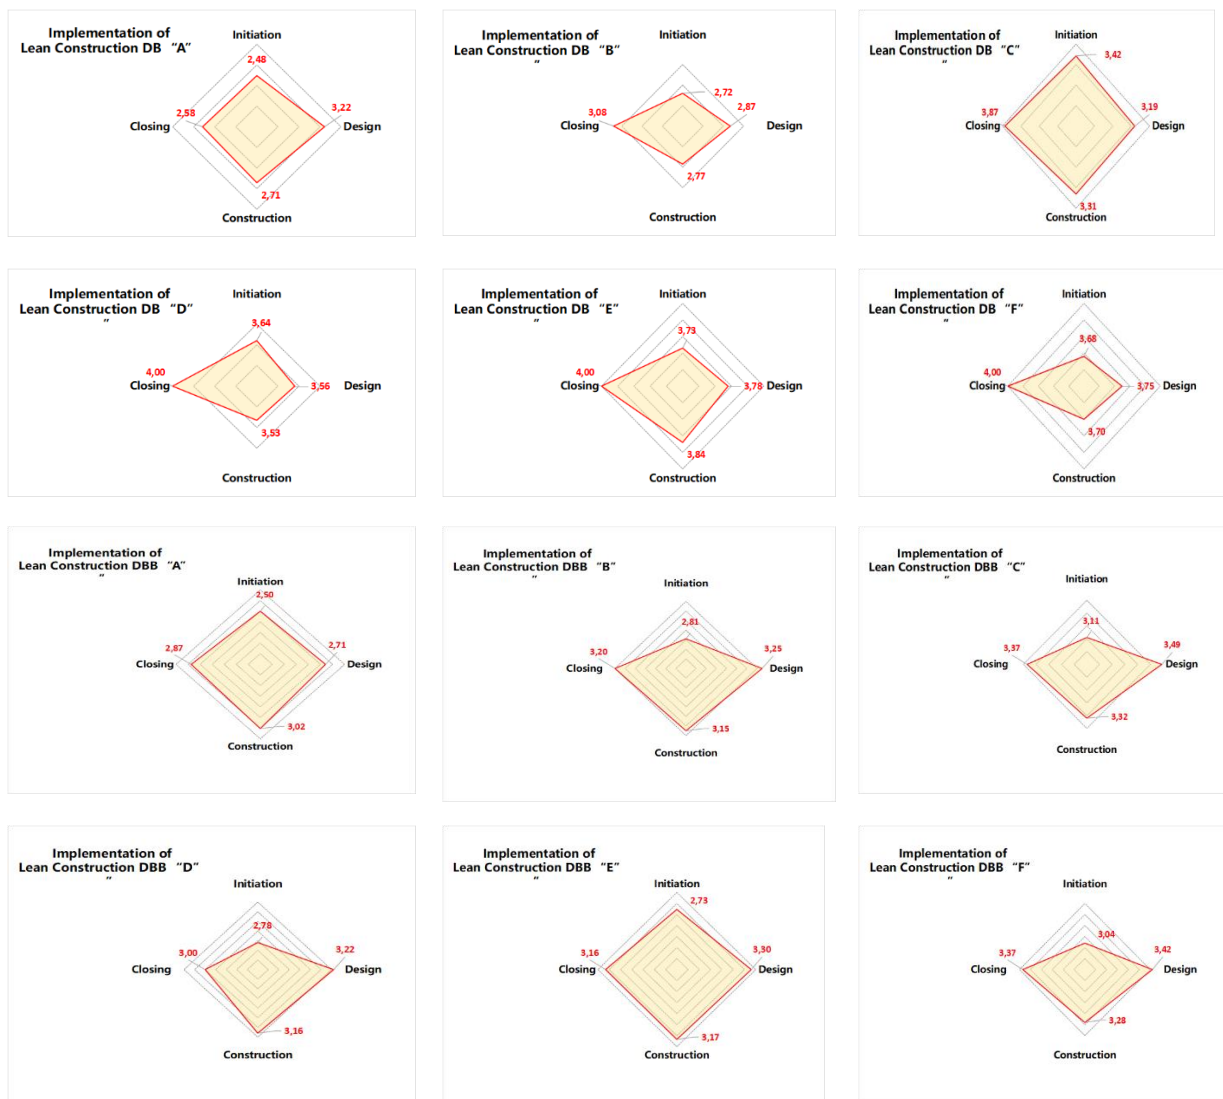 Implementation of
Lean Construction DB “A”
Initiation
2,48
3,22
2,58
Closing
Design
2,71
Construction
Implementation of
Lean Construction DB “B”
“
Initiation
2,72
2,87
3,08
Closing
Design
2,77
Construction
Implementation of
Lean Construction DB “C”
“
Initiation
3,42
3,19
3,87
Closing
Design
3,31
Construction
Implementation of
Lean Construction DB “D”
“
Initiation
3,64
4,00
Closing
3,56
Design
3,53
Construction
Implementation of
Lean Construction DB “E”
“
Initiation
3,73
4,00
Closing
3,78
Design
3,84
Construction
Implementation of
Lean Construction DB “F”
“
Initiation
3,68
4,00
Closing
3,75
Design
3,70
Construction
Implementation of
Lean Construction DBB “A”
“
Initiation
2,50
2,87
2,71
Closing
Design
3,02
Construction
Implementation of
Lean Construction DBB “B”
“
Initiation
2,81
3,20
3,25
Closing
Design
3,15
Construction
Implementation of
Lean Construction DBB “C”
“
Initiation
3,11
3,37
3,49
Closing
Design
3,32
Construction
Implementation of
Lean Construction DBB “D”
“
Initiation
2,78
3,00
3,22
Closing
Design
3,16
Construction
Implementation of
Lean Construction DBB “E”
“
Initiation
2,73
3,16
3,30
Closing
Design
3,17
Construction
Implementation of
Lean Construction DBB “F”
“
Initiation
3,04
3,37
3,42
Closing
Design
3,28
Construction